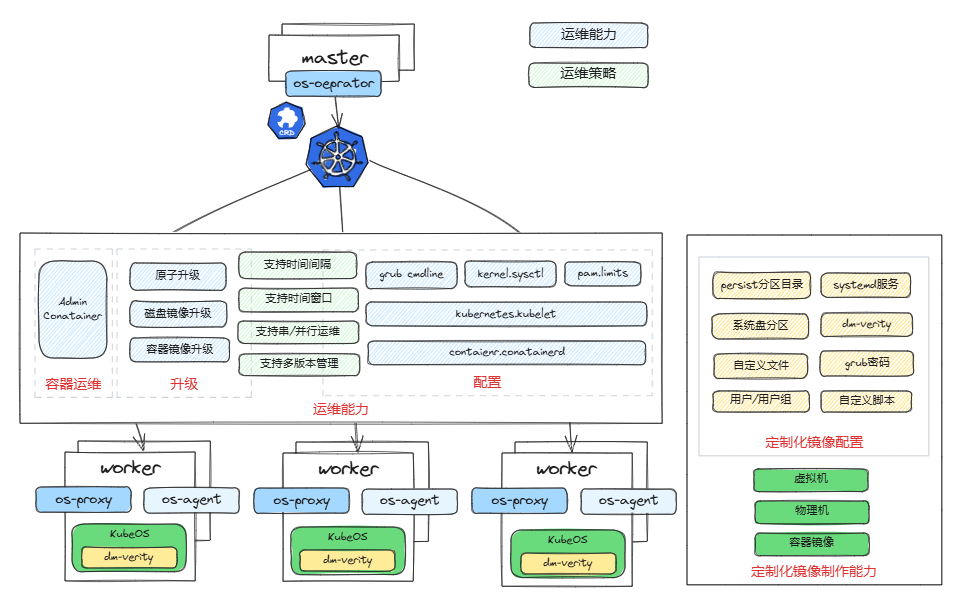 master
os-oeprator
CRD
运维能力
运维策略
Admin
Conatainer
容器运维
原子升级
磁盘镜像升级
容器镜像升级
升级
支持时间间隔
支持时间窗口
支持串/并行运维
支持多版本管理
grub cmdline
kernel.sysctl
pam.limits
kubernetes.kubelet
contaienr.conatainerd
配置
运维能力
worker
os-proxy
os-agent
KubeOS
dm-verity
worker
os-proxy
os-agent
KubeOS
dm-verity
worker
os-proxy
os-agent
KubeOS
dm-verity
persist分区目录
systemd服务
系统盘分区
dm-verity
自定义文件
grub密码
用户/用户组
自定义脚本
定制化镜像配置
虚拟机
物理机
容器镜像
定制化镜像制作能力